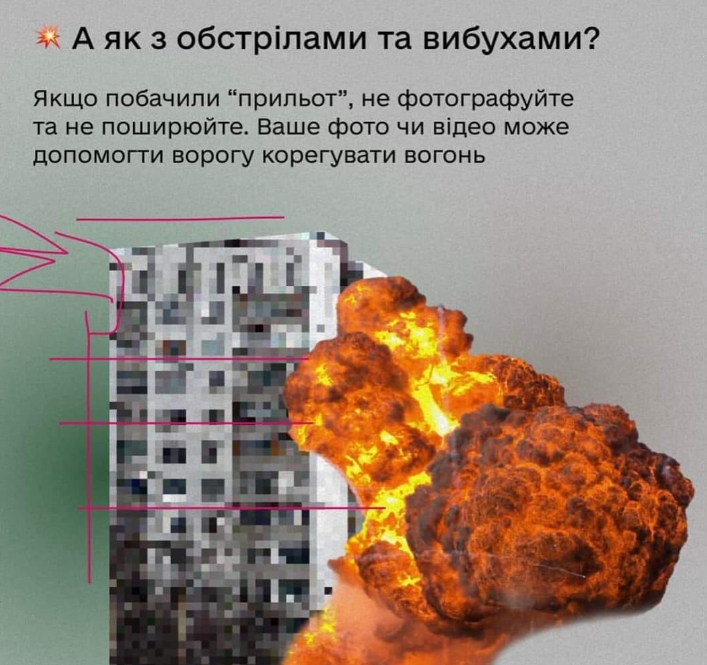 💥 А як з обстрілами та вибухами?
Якщо побачили “прильот”, не фотографуйте
та не поширюйте. Ваше фото чи відео може
допомогти ворогу корегувати вогонь